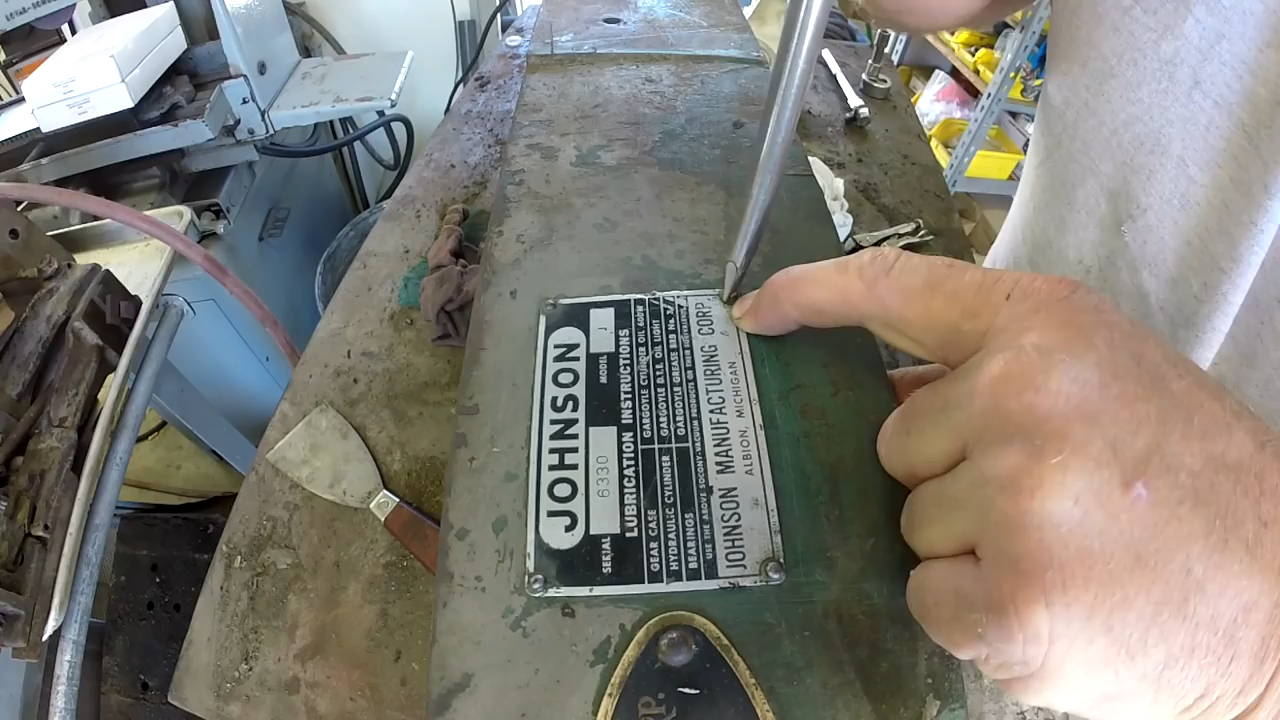 JOHNSON
SERIAL 6330 MODEL J
LUBRICATION INSTRUCTIONS
GEAR CASE GARGOYLE CYLINDER OIL 600W
HYDRAULIC CYLINDER GARGOYLE D.T.E. OIL LIGHT
BEARINGS GARGOYLE GREASE BRB No.
USE THE ABOVE SOCONY-VACUUM PRODUCTS OR THEIR EQUIVALENT
JOHNSON MANUFACTURING CORP.
ALBION, MICHIGAN